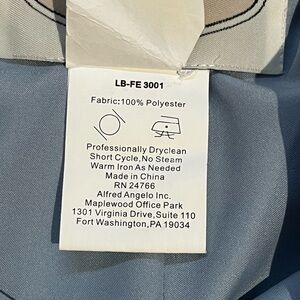 LB-FE 3001
Fabric:100% Polyester
Professionally Dryclean
Short Cycle,No Steam
Warm Iron As Needed
Made in China
RN 24766
Alfred Angelo Inc.
Maplewood Office Park
1301 Virginia Drive,Suite 110
Fort Washington,PA 19034